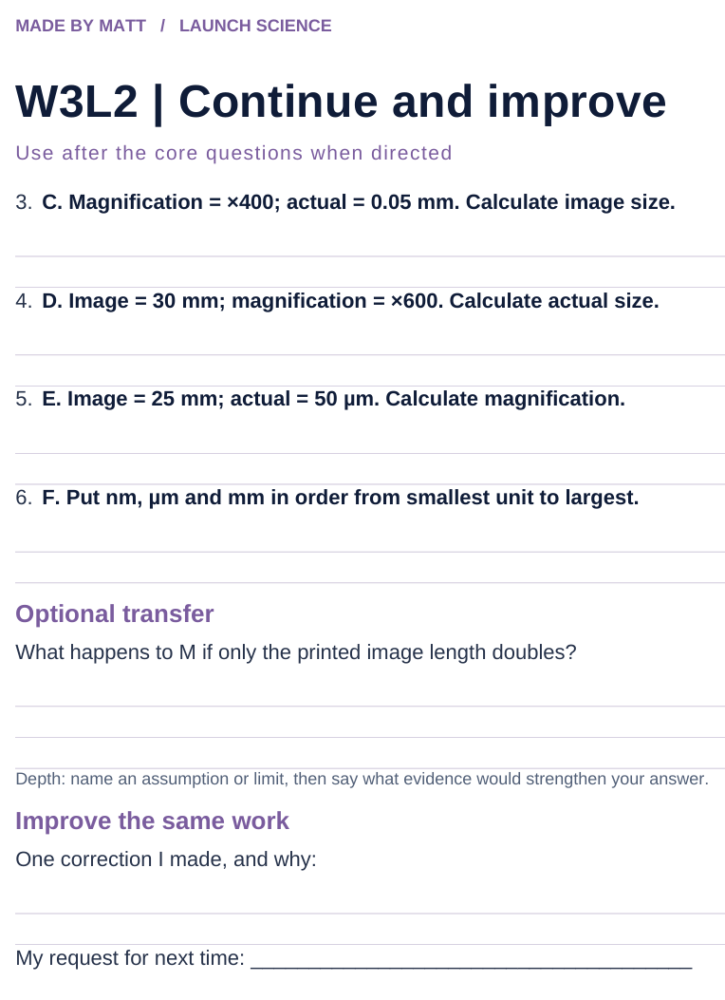 MADE BY MATT / LAUNCH SCIENCE
W3L2 | Continue and improve
Use after the core questions when directed
3. C. Magnification = ×400; actual = 0.05 mm. Calculate image size.
4. D. Image = 30 mm; magnification = ×600. Calculate actual size.
5. E. Image = 25 mm; actual = 50 µm. Calculate magnification.
6. F. Put nm, µm and mm in order from smallest unit to largest.
Optional transfer
What happens to M if only the printed image length doubles?
Depth: name an assumption or limit, then say what evidence would strengthen your answer.
Improve the same work
One correction I made, and why:
My request for next time: ______________________________________